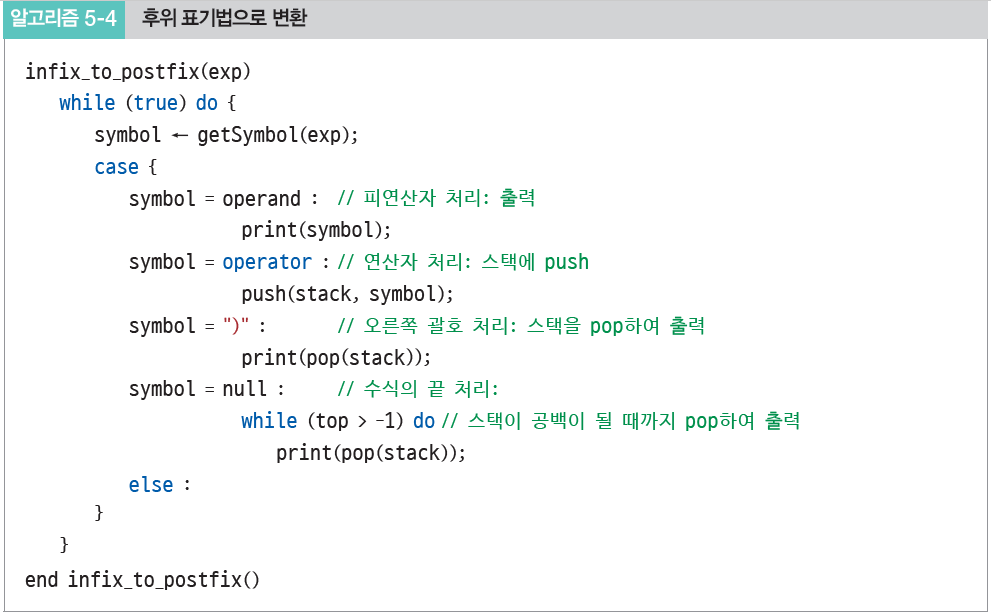 알고리즘 5-4 후위 표기법으로 변환
infix_to_postfix(exp)
while (true) do {
symbol ← getSymbol(exp);
case {
symbol = operand : // 피연산자 처리: 출력
print(symbol);
symbol = operator : // 연산자 처리: 스택에 push
push(stack, symbol);
symbol = ")" : // 오른쪽 괄호 처리: 스택을 pop하여 출력
print(pop(stack));
symbol = null : // 수식의 끝 처리:
while (top > -1) do // 스택이 공백이 될 때까지 pop하여 출력
print(pop(stack));
else :
}
}
end infix_to_postfix()